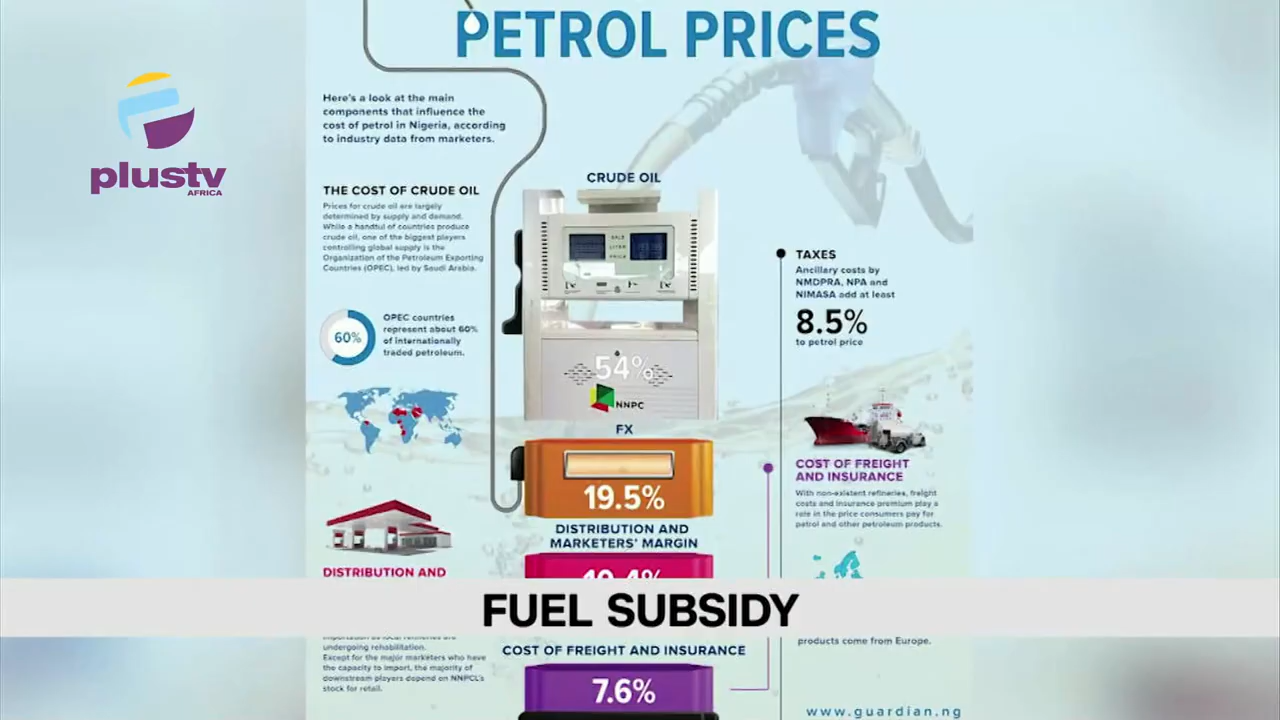 PETROL PRICES
plustv
AFRICA
Here's a look at the main
components that influence the
cost of petrol in Nigeria, according
to industry data from marketers.
THE COST OF CRUDE OIL
Prices for crude oil are largely
determined by supply and demand.
While a handful of countries produce
crude oil, one of the biggest players
controlling global supply is the
Organization of the Petroleum Exporting
Countries (OPEC), led by Saudi Arabia.
60%
OPEC countries
represent about 60%
of internationally
traded petroleum.
DISTRIBUTION AND
undergoing rehabilitation.
Except for the major marketers who have
the capacity to import, the majority of
downstream players depend on NNPCL's
stock for retail.
CRUDE OIL
SALE
LITER
PRICE
54%
NNPC
FX
19.5%
DISTRIBUTION AND
MARKETERS' MARGIN
10.4%
COST OF FREIGHT AND INSURANCE
7.6%
TAXES
Ancillary costs by
NMDPRA, NPA and
NIMASA add at least
8.5%
to petrol price
COST OF FREIGHT
AND INSURANCE
With non-existent refineries, freight
costs and insurance premium play a
role in the price consumers pay for
petrol and other petroleum products.
products come from Europe.
www.guardian.ng
FUEL SUBSIDY